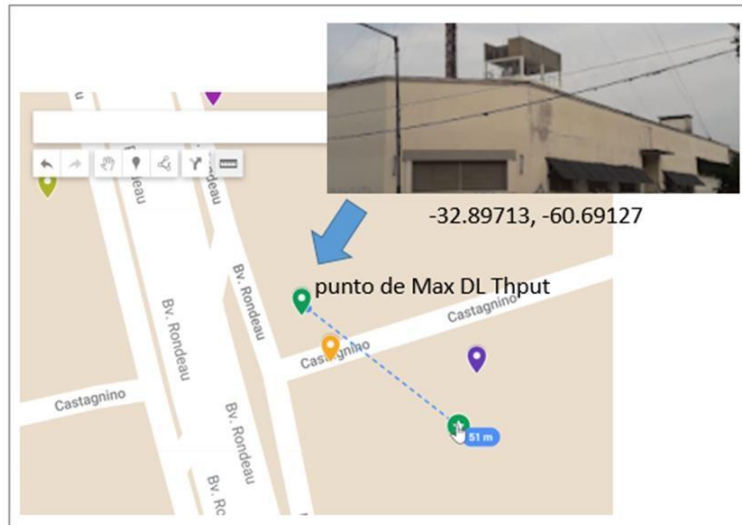 -32.89713, -60.69127
punto de Max DL Thput
Bv. Rondeau
Bv. Rondeau
Bv. Rondeau
Castagnino
Castagnino
Castagnino
Bv. Rondeau
51 m